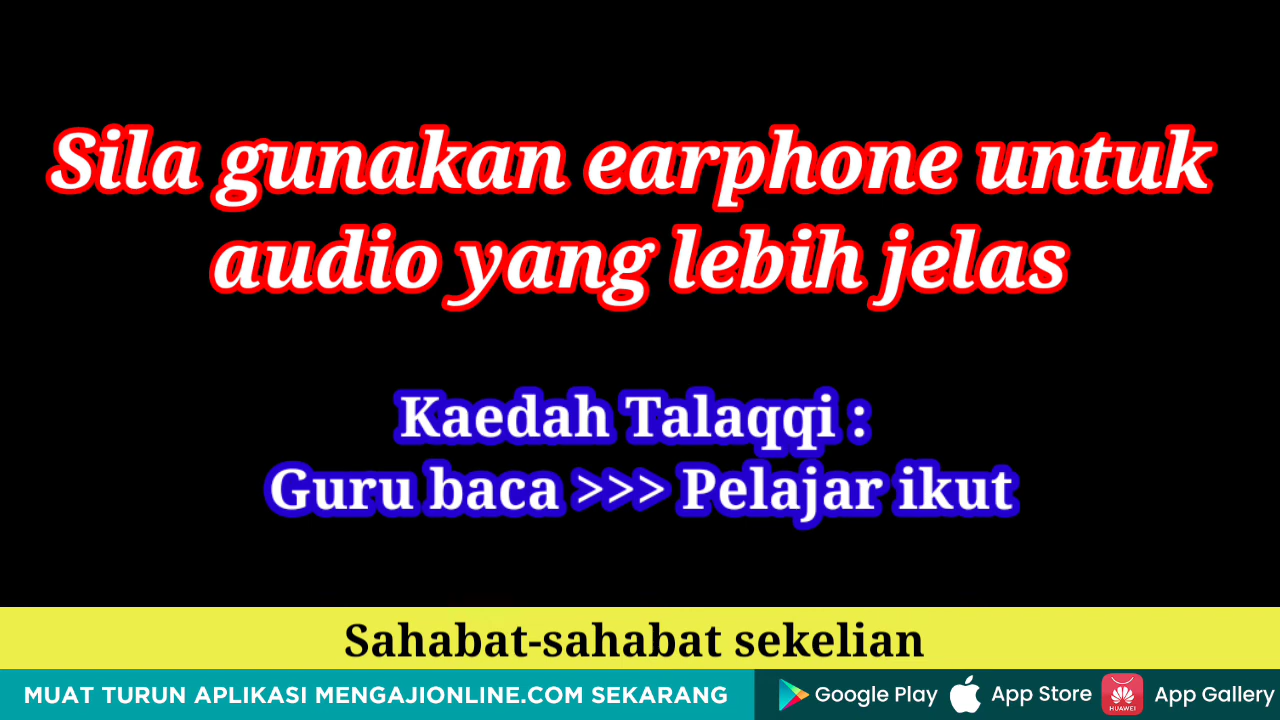 Sila gunakan earphone untuk
audio yang lebih jelas
Kaedah Talaqqi :
Guru baca >>> Pelajar ikut
Sahabat-sahabat sekelian
MUAT TURUN APLIKASI MENGAJIONLINE.COM SEKARANG Google Play App Store HUAWEI App Gallery